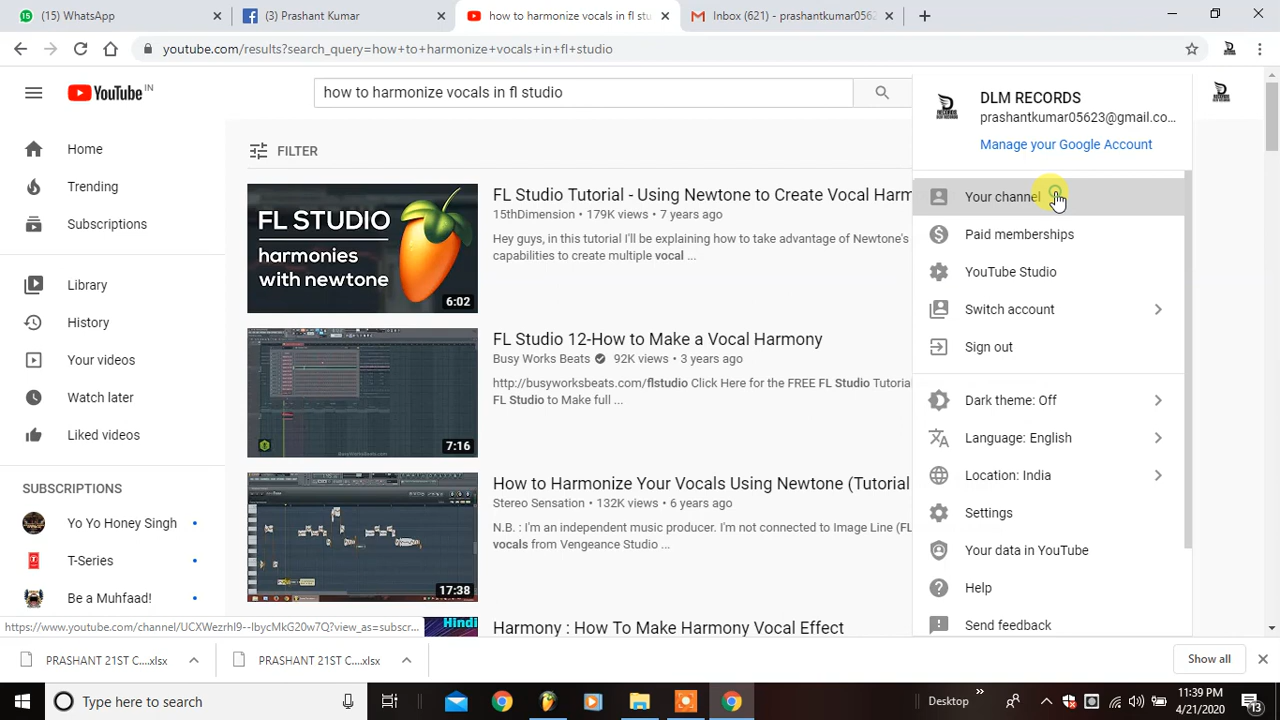 (15) WhatsApp
(3) Prashant Kumar
how to harmonize vocals in fl stu
Inbox (621) - prashantkumar0562
youtube.com/results?search_query=how+to+harmonize+vocals+in+fl+studio
YouTube IN
how to harmonize vocals in fl studio
DLM RECORDS
prashantkumar05623@gmail.co...
Manage your Google Account
Home
Trending
Subscriptions
Library
History
Your videos
Watch later
Liked videos
SUBSCRIPTIONS
Yo Yo Honey Singh
T-Series
Be a Muhfaad!
FILTER
FL STUDIO
harmonies
with newtone
6:02
FL Studio Tutorial - Using Newtone to Create Vocal Harm
15thDimension • 179K views • 7 years ago
Hey guys, in this tutorial I'll be explaining how to take advantage of Newtone's
capabilities to create multiple vocal ...
7:16
FL Studio 12-How to Make a Vocal Harmony
Busy Works Beats 92K views • 3 years ago
http://busyworksbeats.com/flstudio Click Here for the FREE FL Studio Tutoria
FL Studio to Make full ...
17:38
How to Harmonize Your Vocals Using Newtone (Tutorial
Stereo Sensation • 132K views • 6 years ago
N.B. : I'm an independent music producer. I'm not connected to Image Line (FL
vocals from Vengeance Studio ...
Hindi
Harmony : How To Make Harmony Vocal Effect
Your channel
Paid memberships
YouTube Studio
Switch account
Sign out
Dark theme: Off
Language: English
Location: India
Settings
Your data in YouTube
Help
Send feedback
PRASHANT 21ST C....xlsx
PRASHANT 21ST C....xlsx
Show all
Type here to search
Desktop
11:39 PM
4/21/2020
13